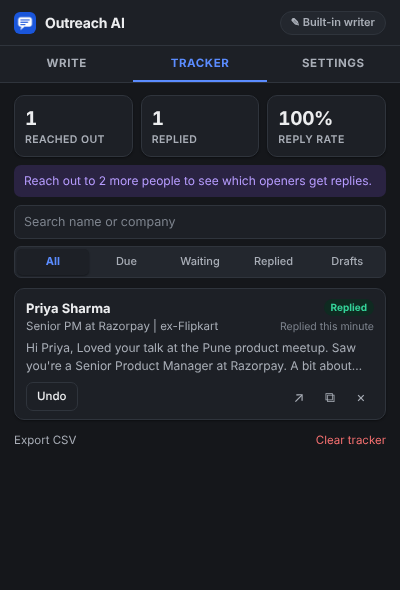 Outreach AI
✎ Built-in writer
WRITE
TRACKER
SETTINGS
1
REACHED OUT
1
REPLIED
100%
REPLY RATE
Reach out to 2 more people to see which openers get replies.
Search name or company
All
Due
Waiting
Replied
Drafts
Priya Sharma
Replied
Senior PM at Razorpay | ex-Flipkart
Replied this minute
Hi Priya, Loved your talk at the Pune product meetup. Saw
you're a Senior Product Manager at Razorpay. A bit about...
Undo
Export CSV
Clear tracker